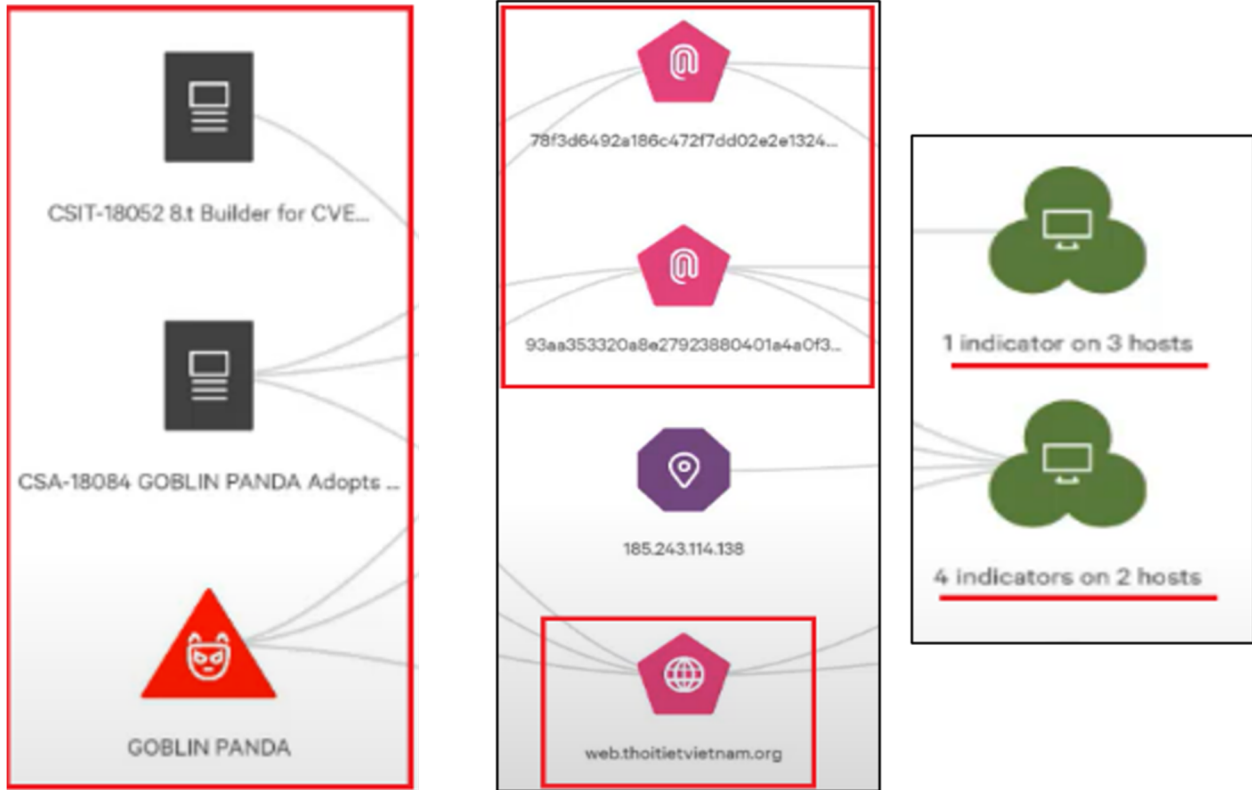 CSIT-18052 8.t Builder for CVE...
CSA-18084 GOBLIN PANDA Adopts ...
GOBLIN PANDA
78f3d6492a186c472f7dd02e2e1324...
93aa353320a8e27923880401a4a0f3...
185.243.114.138
web.thoitietvietnam.org
1 indicator on 3 hosts
4 indicators on 2 hosts